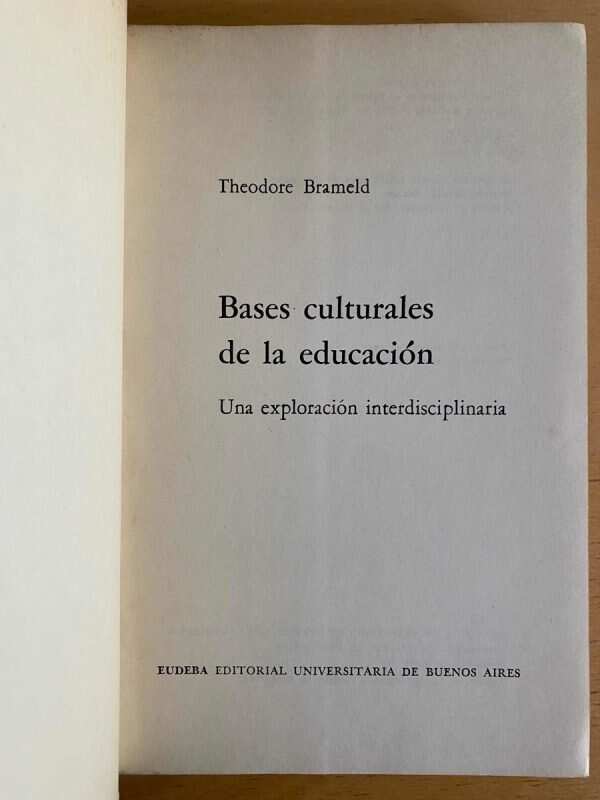 Theodore Brameld
Bases culturales
de la educación
Una exploración interdisciplinaria
EUDEBA EDITORIAL UNIVERSITARIA DE BUENOS AIRES